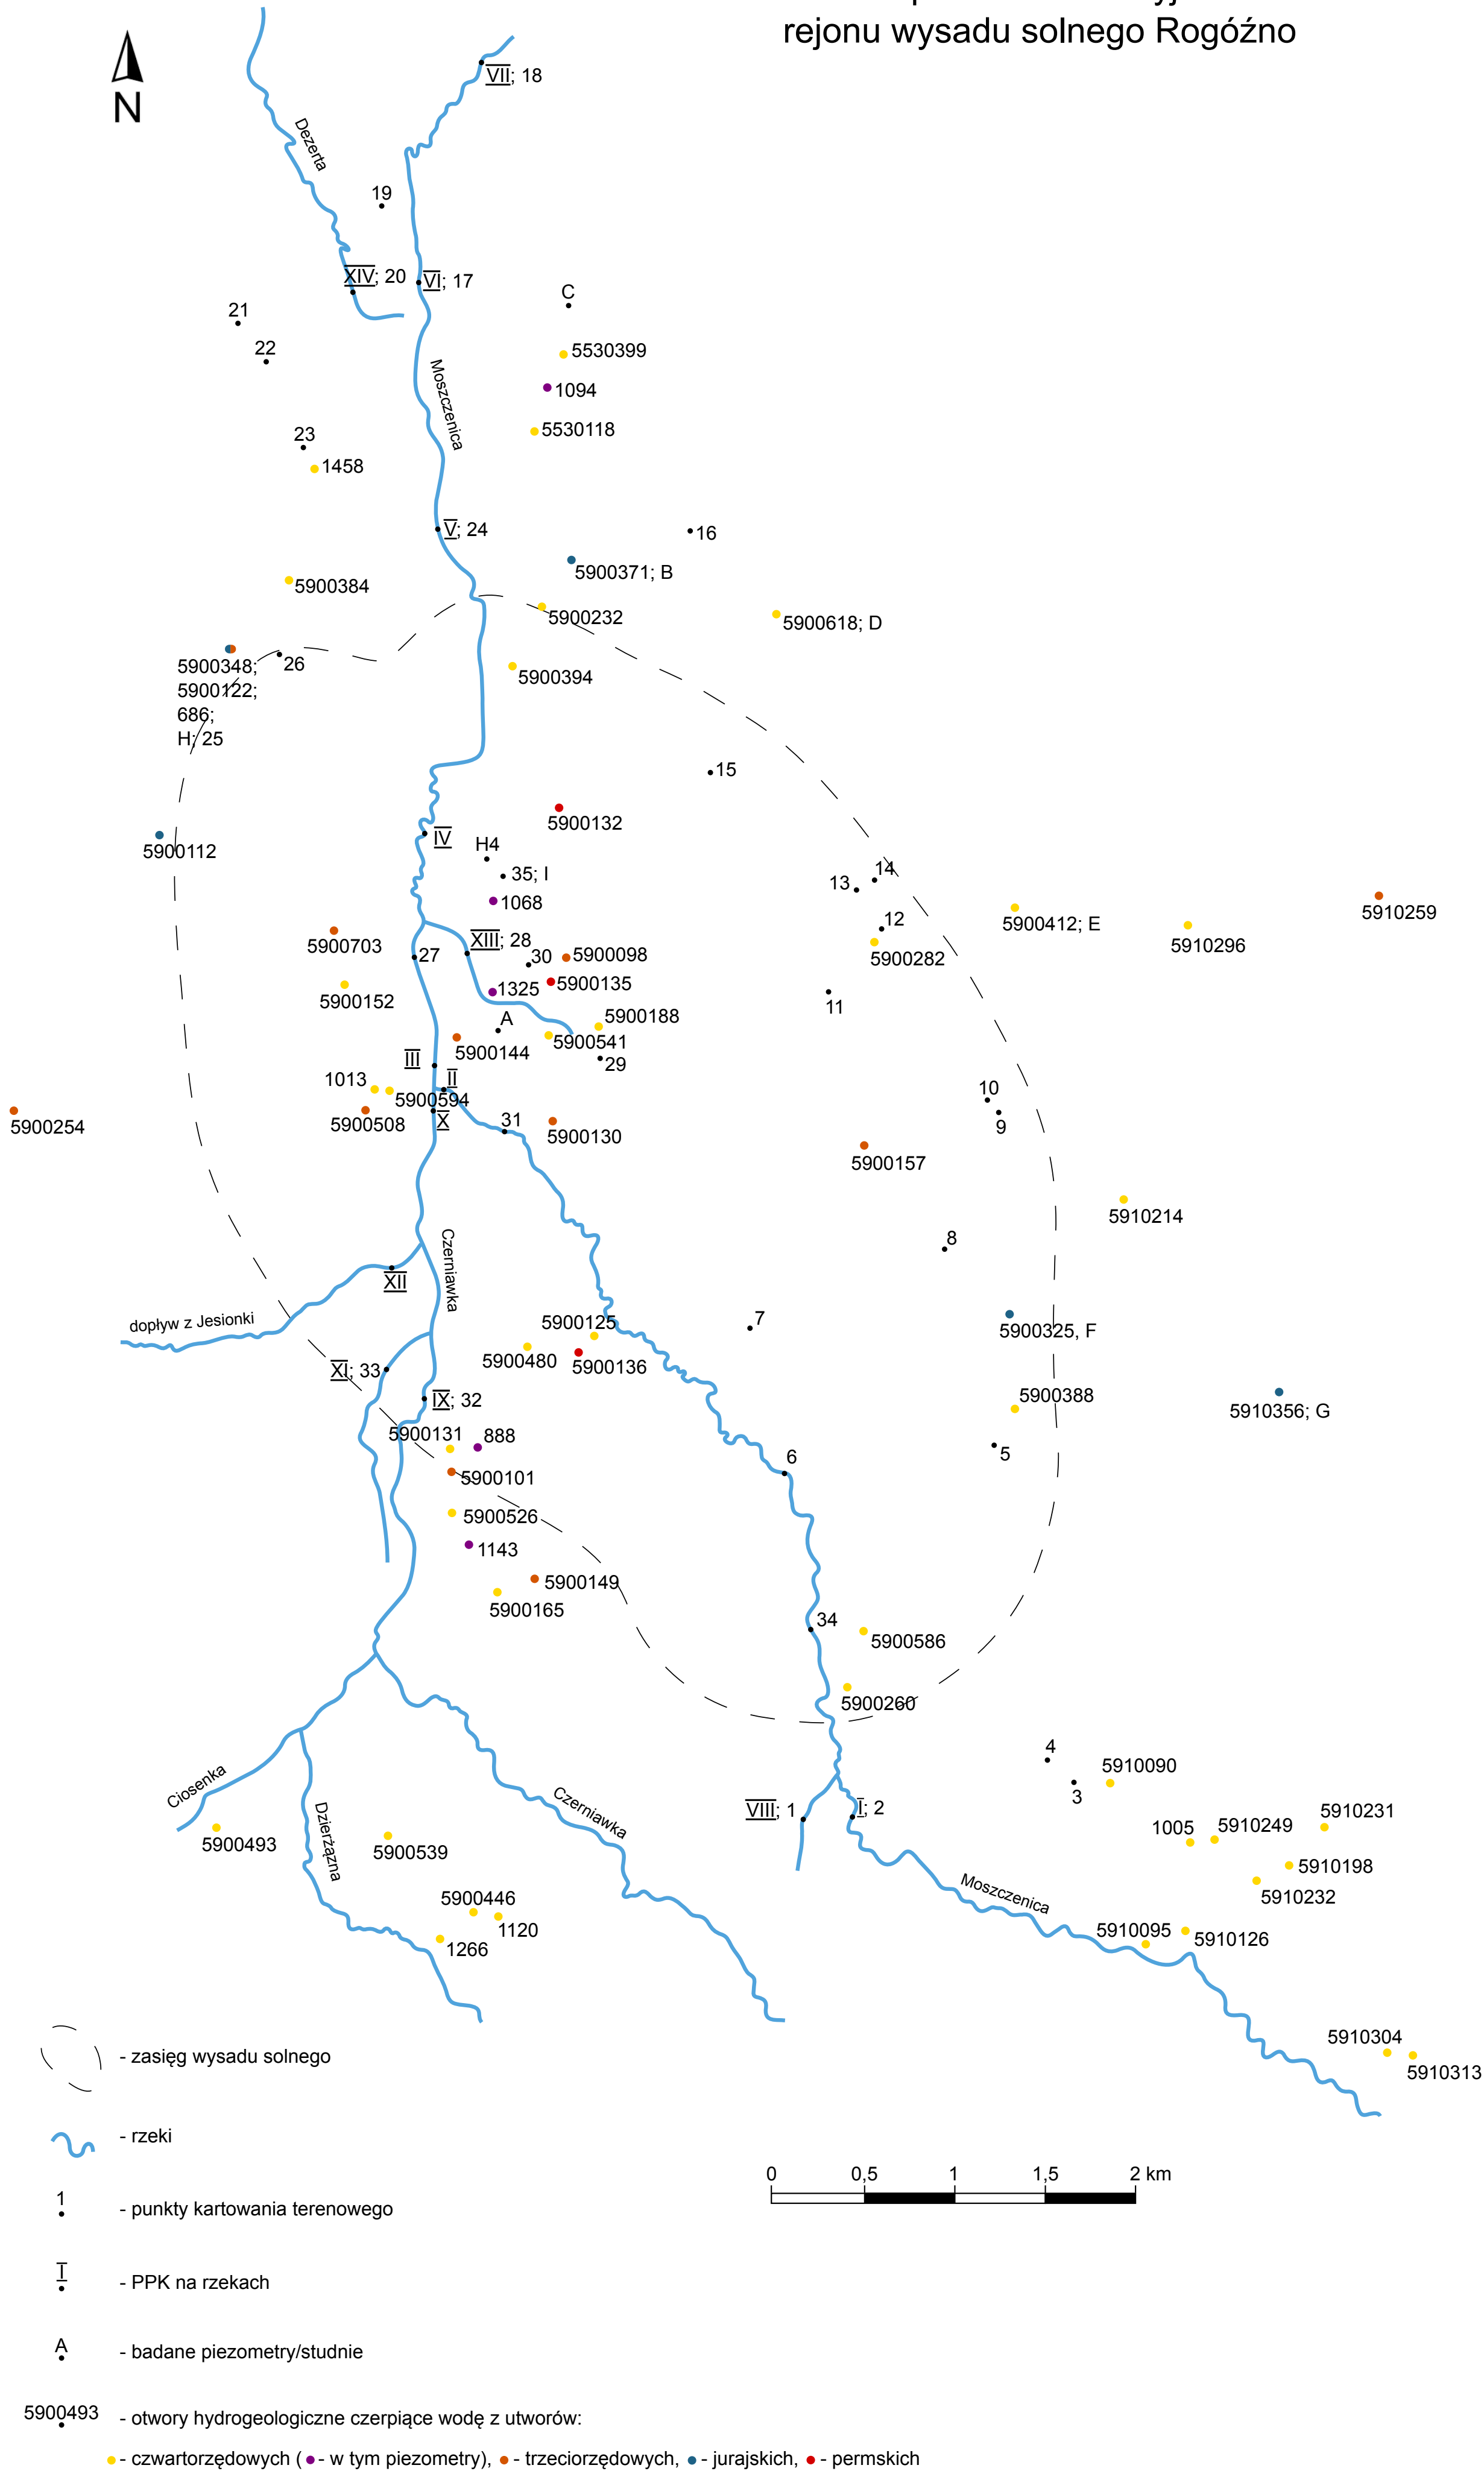 rejonu wysadu solnego Rogóźno
N
VII; 18
Dezerta
19
XIV; 20
VI; 17
C
21
22
5530399
1094
Moszczenica
5530118
23
1458
V; 24
16
5900371; B
5900384
5900232
5900618; D
26
5900348;
5900122;
686;
H; 25
5900394
15
5900132
IV
5900112
H4
35; I
14
13
1068
12
5900412; E
5910259
5900703
XIII; 28
5910296
27
30
5900098
5900282
5900135
1325
5900152
11
5900188
A
5900541
5900144
III
29
1013
II
5900594
10
5900254
5900508
X
31
9
5900130
5900157
5910214
8
Czerniawka
XII
dopływ z Jesionki
5900125
7
5900325, F
5900480
5900136
XI; 33
5900388
IX; 32
5910356; G
5900131
888
5
6
5900101
5900526
1143
5900149
5900165
34
5900586
5900260
4
5910090
Ciosenka
3
Czerniawka
VIII; 1
I; 2
5910231
1005
5910249
Dzierżązna
5900493
5900539
5910198
Moszczenica
5910232
5900446
1120
5910095
5910126
1266
5910304
5910313
- zasięg wysadu solnego
- rzeki
0 0,5 1 1,5 2 km
1
- punkty kartowania terenowego
I
- PPK na rzekach
A
- badane piezometry/studnie
5900493
- otwory hydrogeologiczne czerpiące wodę z utworów:
- czwartorzędowych ( - w tym piezometry), - trzeciorzędowych, - jurajskich, - permskich